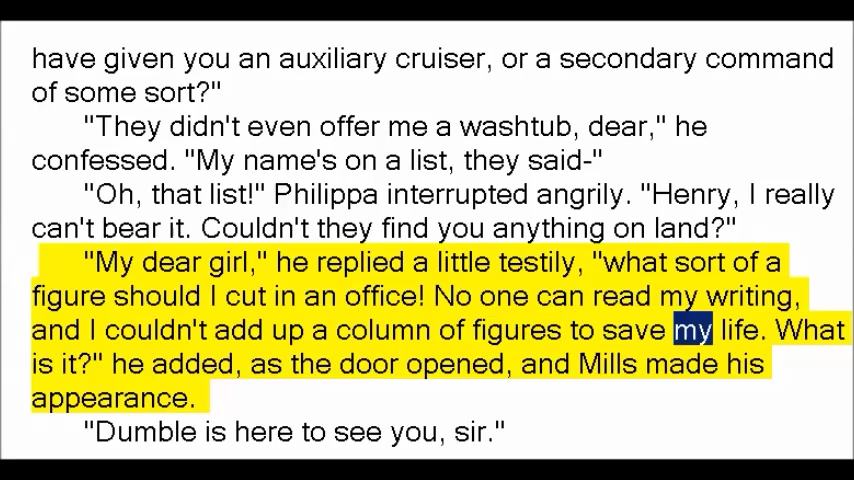 have given you an auxiliary cruiser, or a secondary command
of some sort?"
"They didn't even offer me a washtub, dear," he
confessed. "My name's on a list, they said-"
"Oh, that list!" Philippa interrupted angrily. "Henry, I really
can't bear it. Couldn't they find you anything on land?"
"My dear girl," he replied a little testily, "what sort of a
figure should I cut in an office! No one can read my writing,
and I couldn't add up a column of figures to save my life. What
is it?" he added, as the door opened, and Mills made his
appearance.
"Dumble is here to see you, sir."